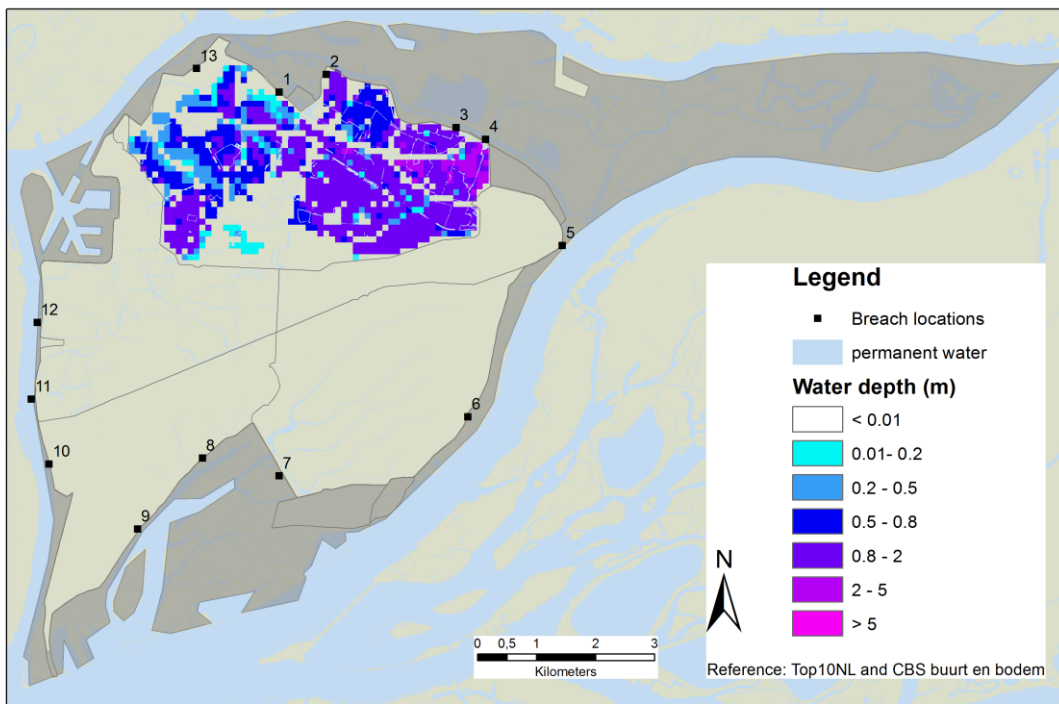 13
1
2
3
4
5
12
11
10
9
8
7
6
Legend
Breach locations
permanent water
Water depth (m)
< 0.01
0.01- 0.2
0.2 - 0.5
0.5 - 0.8
0.8 - 2
2 - 5
> 5
N
0 0,5 1 2 3
Kilometers
Reference: Top10NL and CBS buurt en bodem